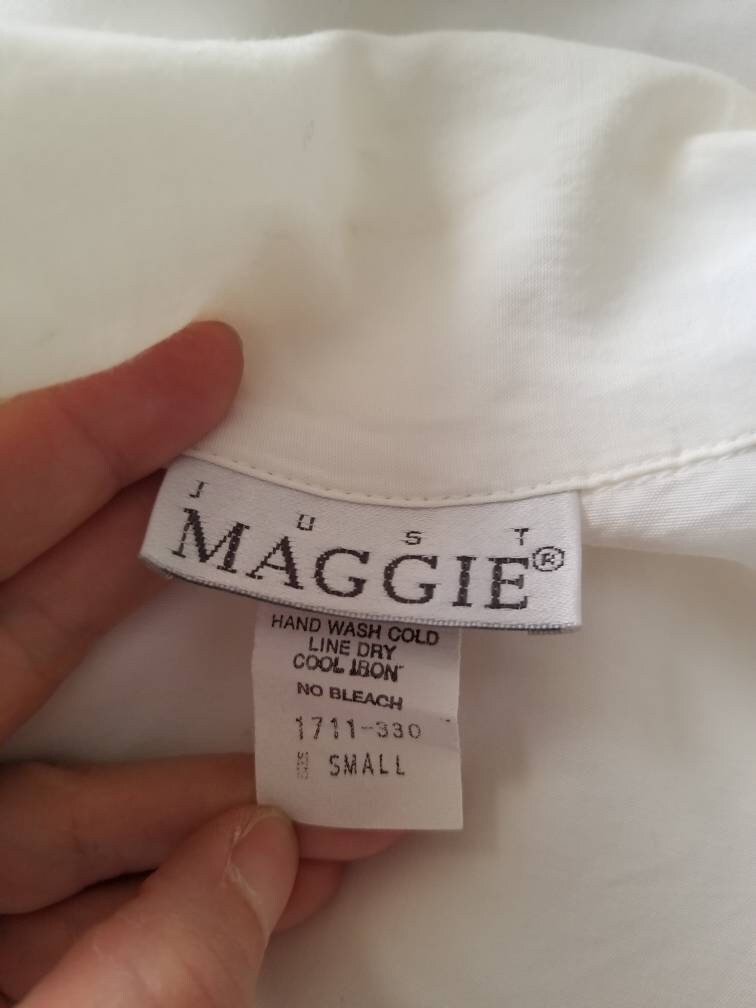 JUST
MAGGIE®
HAND WASH COLD
LINE DRY
COOL IRON
NO BLEACH
1711-330
SMALL